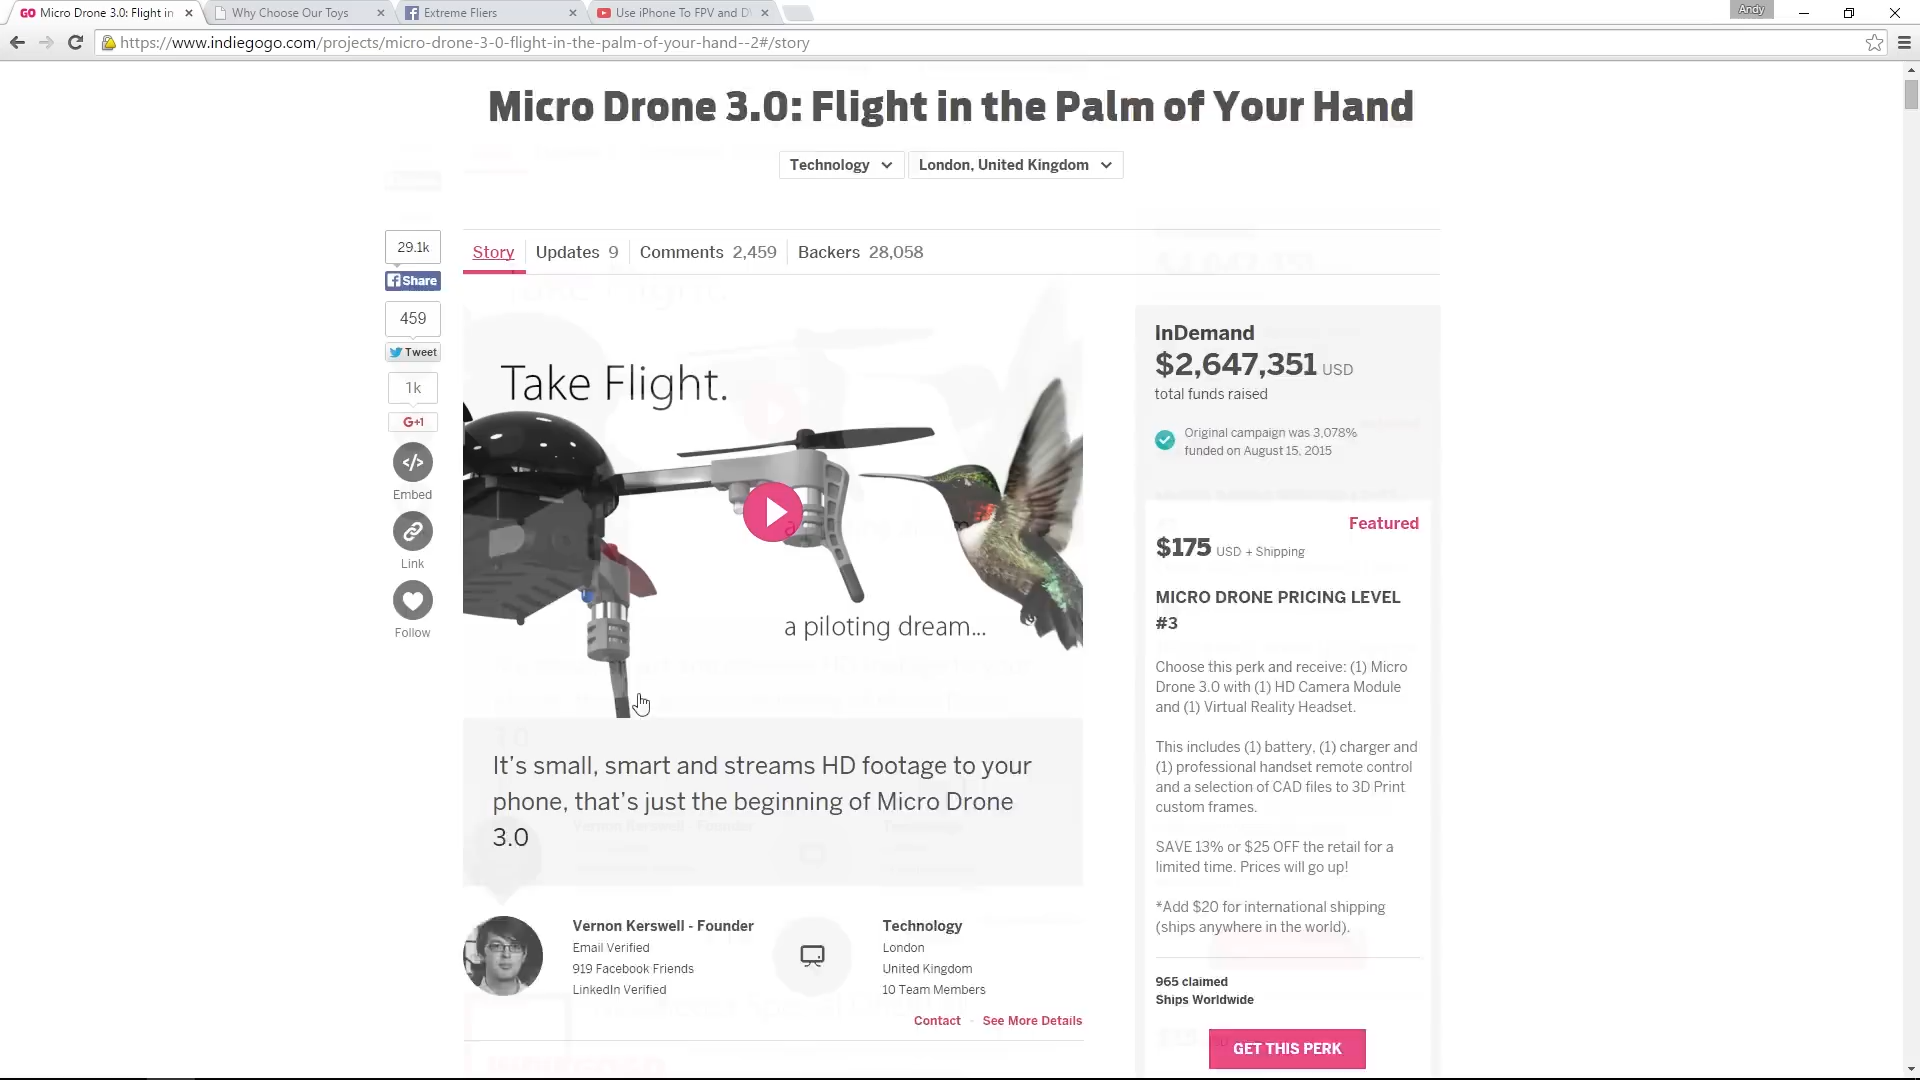 GO Micro Drone 3.0: Flight in
Why Choose Our Toys
Extreme Fliers
Use iPhone To FPV and D
Andy
https://www.indiegogo.com/projects/micro-drone-3-0-flight-in-the-palm-of-your-hand--2#/story
Micro Drone 3.0: Flight in the Palm of Your Hand
Technology
London, United Kingdom
29.1k
Share
459
Tweet
1k
G+1
Embed
Link
Follow
Story
Updates 9
Comments 2,459
Backers 28,058
Take Flight.
a piloting dream...
It's small, smart and streams HD footage to your
phone, that's just the beginning of Micro Drone
3.0
Vernon Kerswell - Founder
Email Verified
919 Facebook Friends
LinkedIn Verified
Technology
London
United Kingdom
10 Team Members
Contact - See More Details
InDemand
$2,647,351 USD
total funds raised
Original campaign was 3,078%
funded on August 15, 2015
Featured
$175 USD + Shipping
MICRO DRONE PRICING LEVEL
#3
Choose this perk and receive: (1) Micro
Drone 3.0 with (1) HD Camera Module
and (1) Virtual Reality Headset.
This includes (1) battery, (1) charger and
(1) professional handset remote control
and a selection of CAD files to 3D Print
custom frames.
SAVE 13% or $25 OFF the retail for a
limited time. Prices will go up!
*Add $20 for international shipping
(ships anywhere in the world).
965 claimed
Ships Worldwide
GET THIS PERK